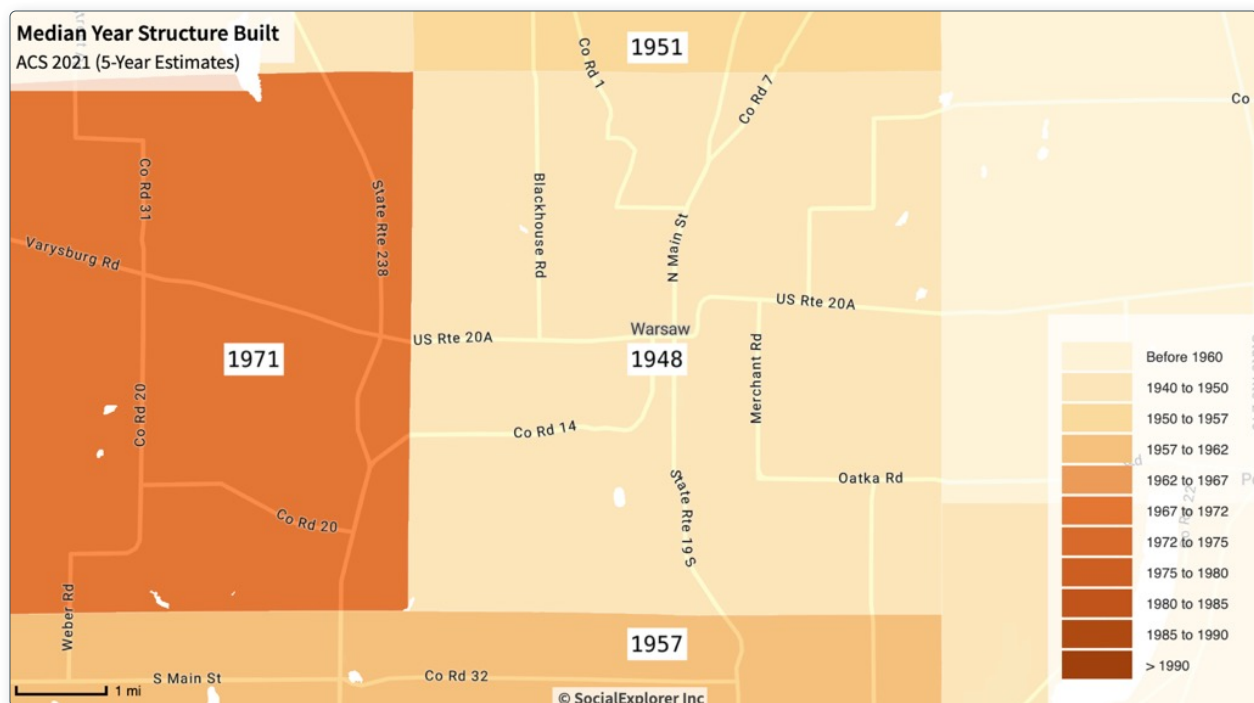 Median Year Structure Built
ACS 2021 (5-Year Estimates)
1951
Co Rd 1
Co Rd 7
Co
Co Rd 31
State Rte 238
Blackhouse Rd
N Main St
Varysburg Rd
US Rte 20A
Warsaw
US Rte 20A
1971
1948
Merchant Rd
Co Rd 20
Co Rd 14
Oatka Rd
State Rte 19 S
Co Rd 20
Weber Rd
1957
S Main St
Co Rd 32
1 mi
© SocialExplorer Inc
Before 1960
1940 to 1950
1950 to 1957
1957 to 1962
1962 to 1967
1967 to 1972
1972 to 1975
1975 to 1980
1980 to 1985
1985 to 1990
> 1990
Rd
Co Rd 22